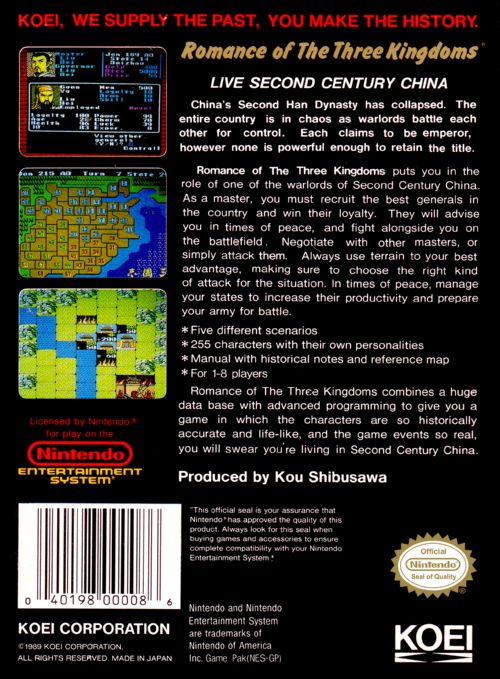 KOEI, WE SUPPLY THE PAST, YOU MAKE THE HISTORY.
Romance of The Three Kingdoms
LIVE SECOND CENTURY CHINA
China's Second Han Dynasty has collapsed. The
entire country is in chaos as warlords battle each
other for control. Each claims to be emperor,
however none is powerful enough to retain the title.
Romance of The Three Kingdoms puts you in the
role of one of the warlords of Second Century China.
As a master, you must recruit the best generals in
the country and win their loyalty. They will advise
you in times of peace, and fight alongside you on
the battlefield. Negotiate with other masters, or
simply attack them. Always use terrain to your best
advantage, making sure to choose the right kind
of attack for the situation. In times of peace, manage
your states to increase their productivity and prepare
your army for battle.
*Five different scenarios
*255 characters with their own personalities
*Manual with historical notes and reference map
*For 1-8 players
Romance of The Three Kingdoms combines a huge
data base with advanced programming to give you a
game in which the characters are so historically
accurate and life-like, and the game events so real,
you will swear you're living in Second Century China.
Produced by Kou Shibusawa
Licensed by Nintendo®
for play on the
Nintendo
ENTERTAINMENT
SYSTEM™
"This official seal is your assurance that
Nintendo® has approved the quality of this
product. Always look for this seal when
buying games and accessories to ensure
complete compatibility with your Nintendo
Entertainment System."
Official
Nintendo
Seal of Quality
®
0 40198 00008 6
KOEI CORPORATION
©1989 KOEI CORPORATION,
ALL RIGHTS RESERVED. MADE IN JAPAN
Nintendo and Nintendo
Entertainment System
are trademarks of
Nintendo of America
Inc. Game Pak(NES-GP)
KOEI